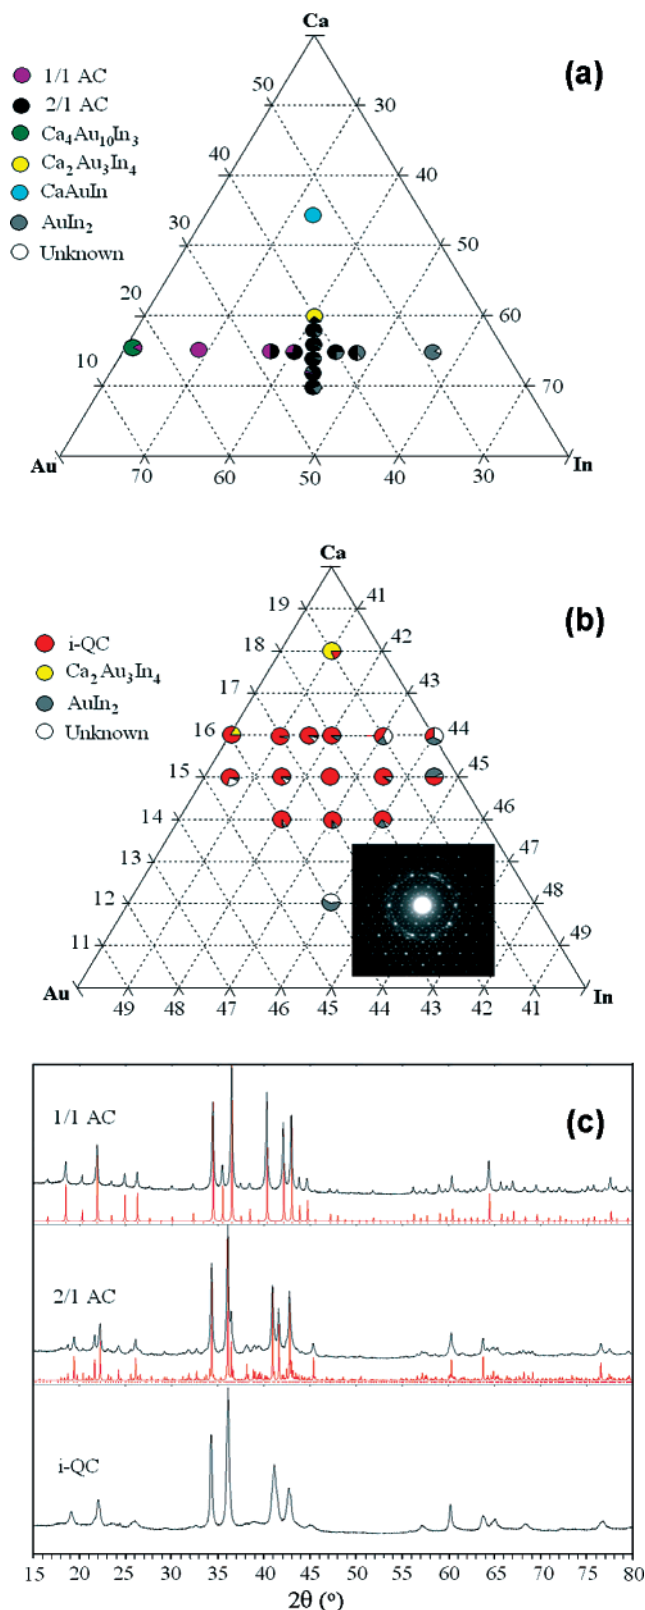 Ca
(a)
1/1 AC
2/1 AC
Ca₄Au₁₀In₃
Ca₂Au₃In₄
CaAuIn
AuIn₂
Unknown
50 30
40 40
30 50
20 60
10 70
Au In
70 60 50 40 30
Ca
(b)
i-QC
Ca₂Au₃In₄
AuIn₂
Unknown
19 41
18 42
17 43
16 44
15 45
14 46
13 47
12 48
11 49
Au In
49 48 47 46 45 44 43 42 41
(c)
1/1 AC
2/1 AC
i-QC
15 20 25 30 35 40 45 50 55 60 65 70 75 80
2θ (°)